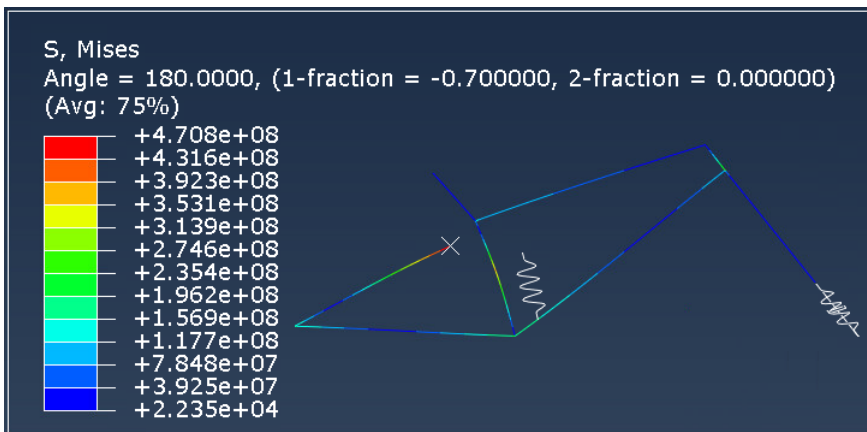 S, Mises
Angle = 180.0000, (1-fraction = -0.700000, 2-fraction = 0.000000)
(Avg: 75%)
+4.708e+08
+4.316e+08
+3.923e+08
+3.531e+08
+3.139e+08
+2.746e+08
+2.354e+08
+1.962e+08
+1.569e+08
+1.177e+08
+7.848e+07
+3.925e+07
+2.235e+04